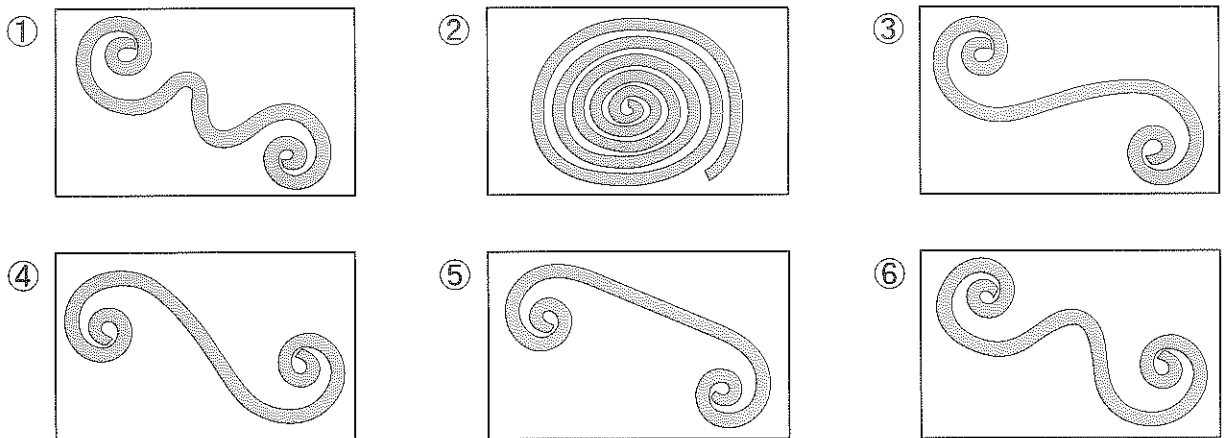 ① ② ③
④ ⑤ ⑥